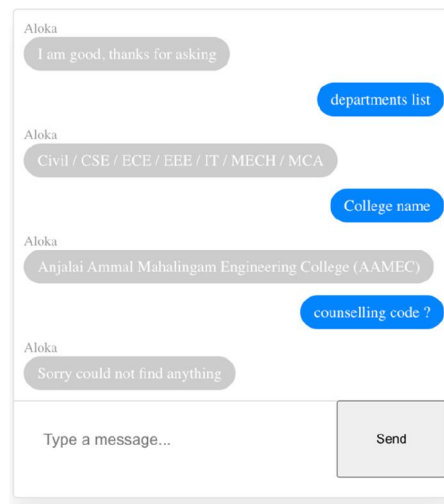 Aloka
I am good, thanks for asking
departments list
Aloka
Civil / CSE / ECE / EEE / IT / MECH / MCA
College name
Aloka
Anjalai Ammal Mahalingam Engineering College (AAMEC)
counselling code ?
Aloka
Sorry could not find anything
Type a message...
Send